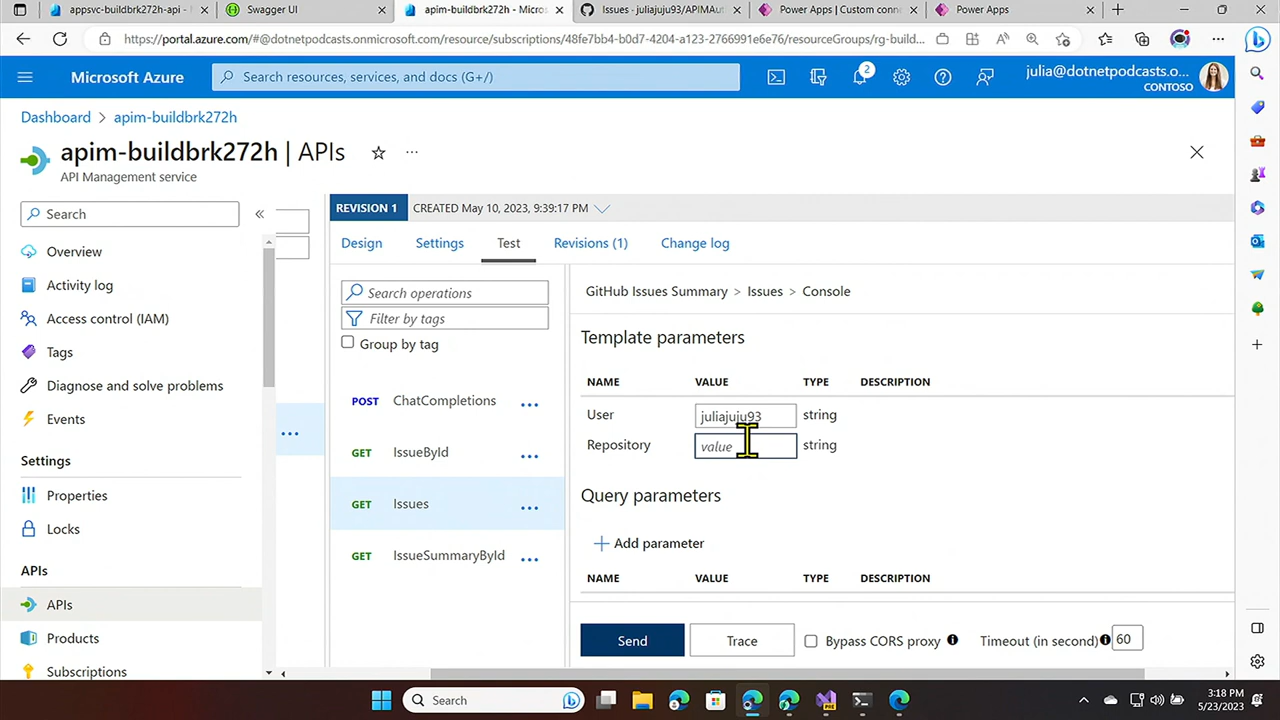 appsvc-buildbrk272h-api - Micros
Swagger UI
apim-buildbrk272h - Micros
Issues · juliajuju93/APIMAut
Power Apps | Custom connec
Power Apps
https://portal.azure.com/#@dotnetpodcasts.onmicrosoft.com/resource/subscriptions/48fe7bb4-b0d7-4204-a123-2766991e6e76/resourceGroups/rg-build...
Microsoft Azure
Search resources, services, and docs (G+/)
2
julia@dotnetpodcasts.o...
CONTOSO
Dashboard > apim-buildbrk272h
apim-buildbrk272h | APIs
API Management service
Search
Overview
Activity log
Access control (IAM)
Tags
Diagnose and solve problems
Events
Settings
Properties
Locks
APIs
APIs
Products
Subscriptions
REVISION 1
CREATED May 10, 2023, 9:39:17 PM
Design
Settings
Test
Revisions (1)
Change log
Search operations
Filter by tags
Group by tag
POST ChatCompletions
GET IssueById
GET Issues
GET IssueSummaryById
GitHub Issues Summary > Issues > Console
Template parameters
NAME VALUE TYPE DESCRIPTION
User juliajuju93 string
Repository value string
Query parameters
Add parameter
NAME VALUE TYPE DESCRIPTION
Send
Trace
Bypass CORS proxy
Timeout (in second) 60
Search
3:18 PM
5/23/2023